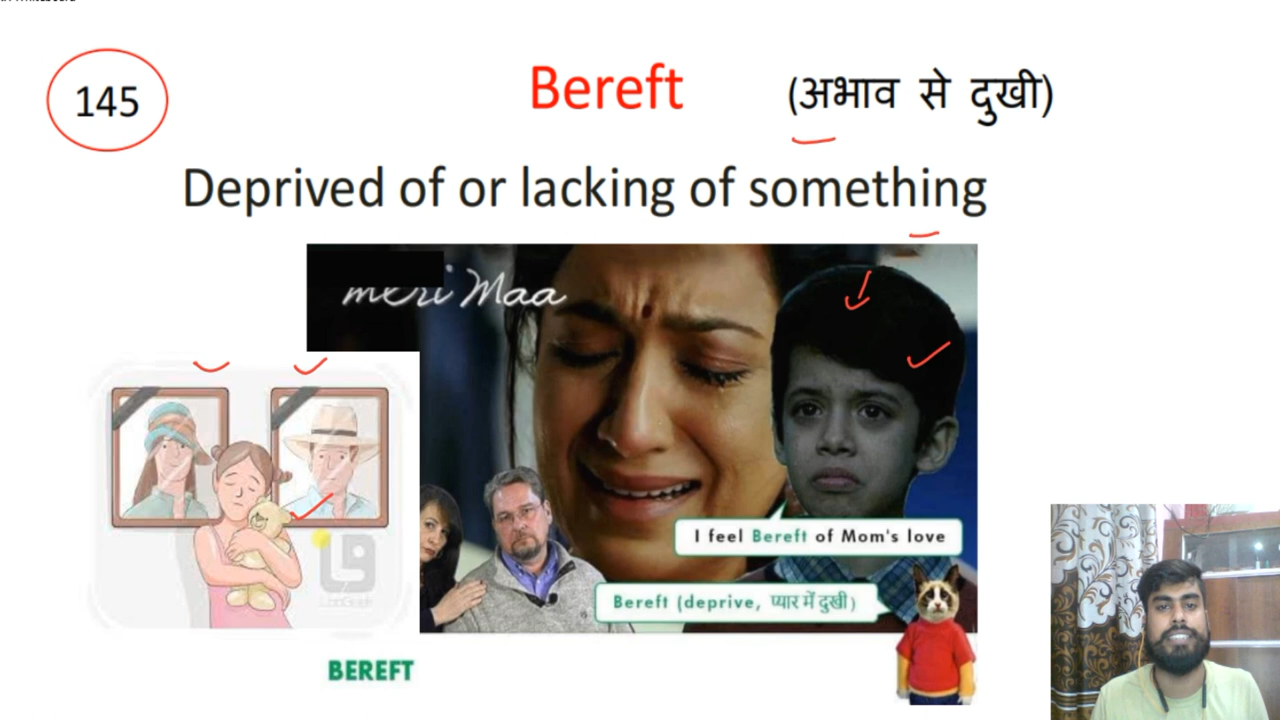 145
Bereft (अभाव से दुखी)
Deprived of or lacking of something
meri Maa
I feel Bereft of Mom's love
Bereft (deprive, प्यार में दुखी)
BEREFT